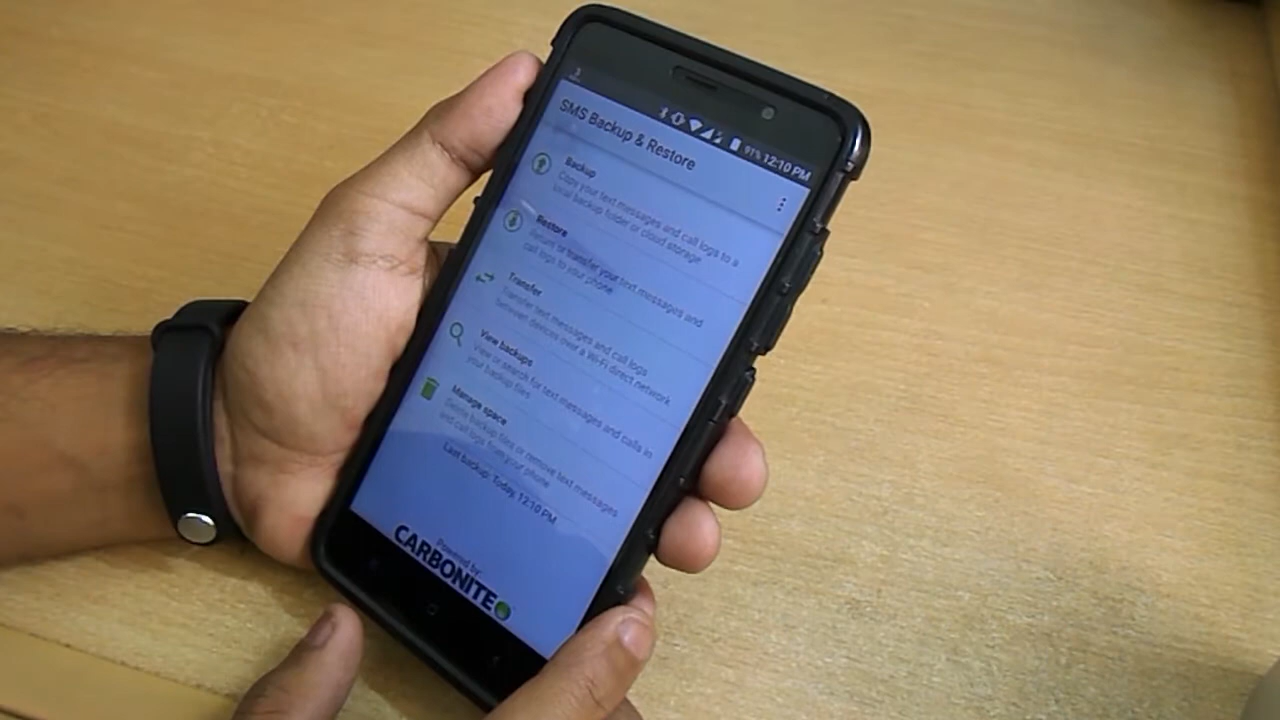 91% 12:10 PM
SMS Backup & Restore
Backup
Copy your text messages and call logs to a
local backup folder or cloud storage
Restore
Return or transfer your text messages and
call logs to your phone
Transfer
Transfer text messages and call logs
between devices over a Wi-Fi direct network
View backups
View or search for text messages and calls in
your backup files
Manage space
Delete backup files or remove text messages
and call logs from your phone
Last backup: Today, 12:10 PM
Powered by
CARBONITE